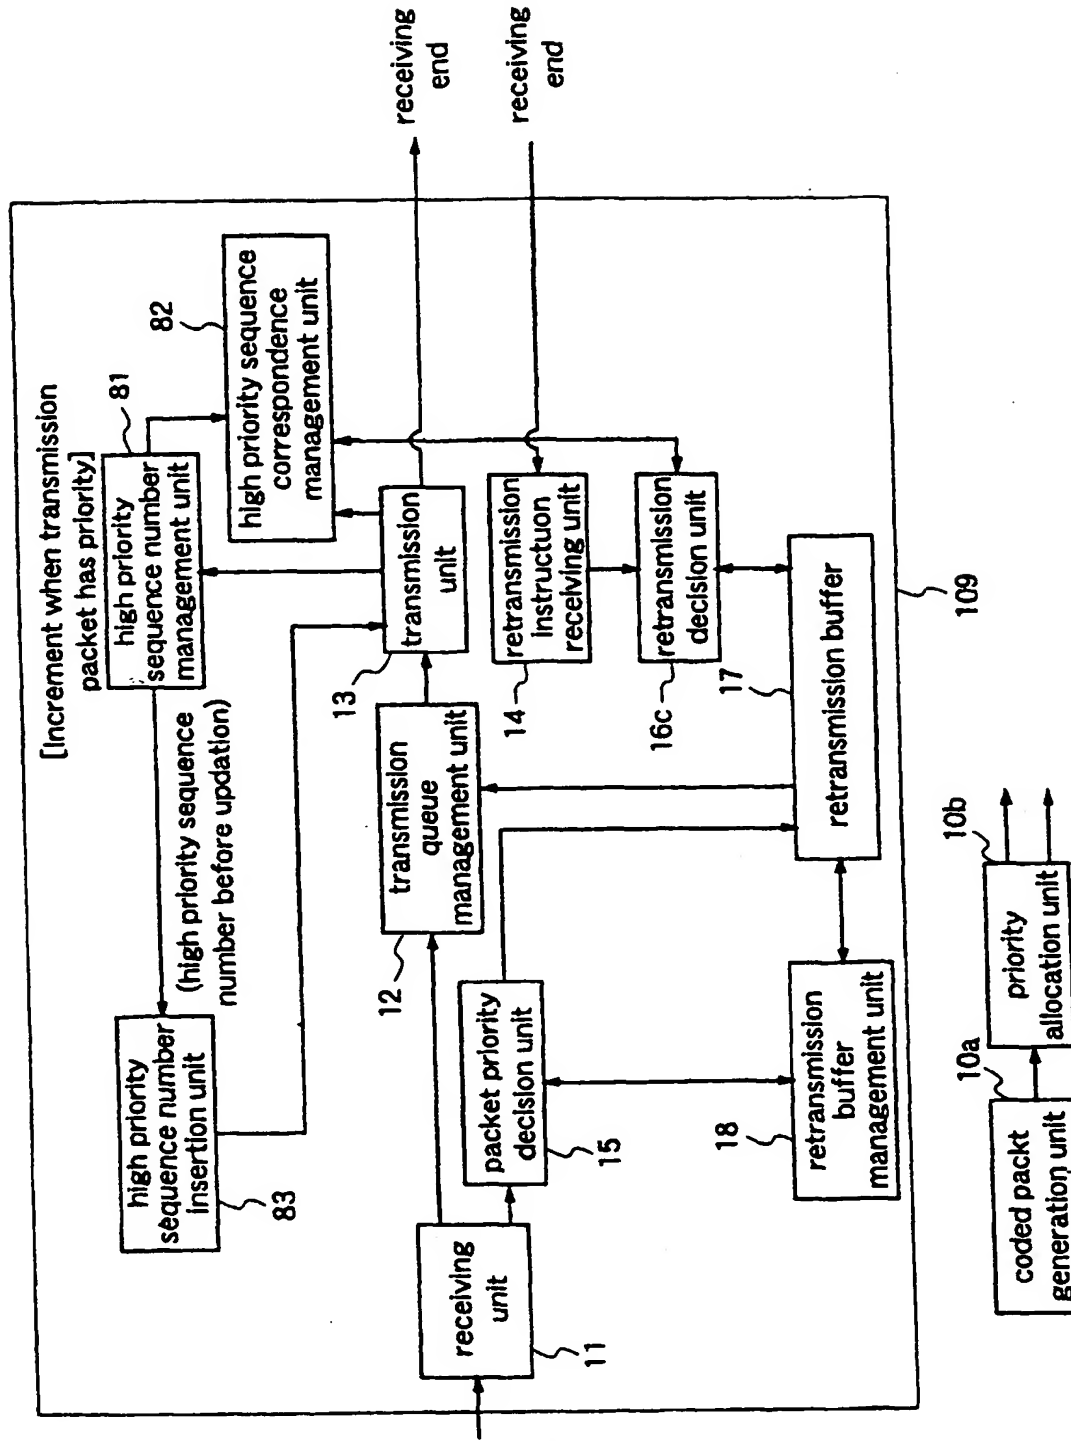 [Increment when transmission
packet has priority]
81
high priority
sequence number
management unit
82
high priority sequence
correspondence
management unit
(high priority sequence
number before updation)
high priority
sequence number
insertion unit
83
receiving
end
receiving
end
13
transmission
unit
transmission
queue
management unit
12
14
retransmission
instructuon
receiving unit
16c
retransmission
decision unit
packet priority
decision unit
15
receiving
unit
11
17
retransmission buffer
18
retransmission
buffer
management unit
109
10a
coded packt
generation unit
10b
priority
allocation unit